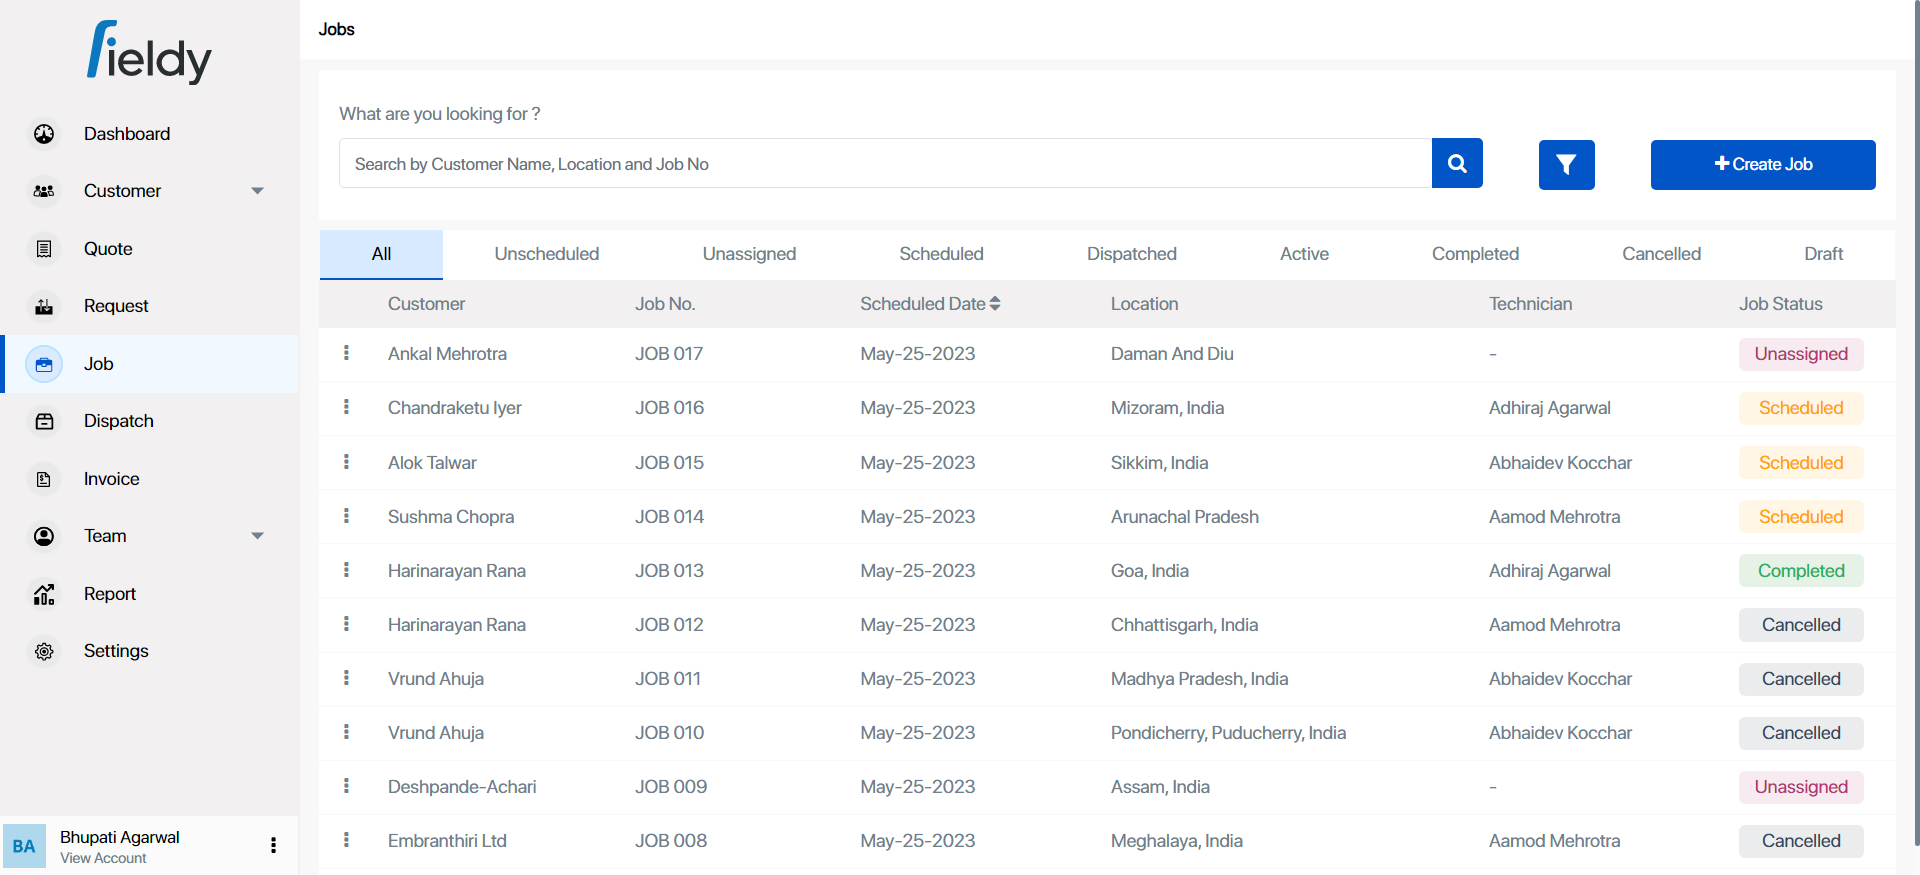 fieldy
Dashboard
Customer
Quote
Request
Job
Dispatch
Invoice
Team
Report
Settings
BA
Bhupati Agarwal
View Account
Jobs
What are you looking for ?
Search by Customer Name, Location and Job No
Create Job
All Unscheduled Unassigned Scheduled Dispatched Active Completed Cancelled Draft
Customer Job No. Scheduled Date Location Technician Job Status
Ankal Mehrotra JOB 017 May-25-2023 Daman And Diu - Unassigned
Chandraketu Iyer JOB 016 May-25-2023 Mizoram, India Adhiraj Agarwal Scheduled
Alok Talwar JOB 015 May-25-2023 Sikkim, India Abhaidev Kocchar Scheduled
Sushma Chopra JOB 014 May-25-2023 Arunachal Pradesh Aamod Mehrotra Scheduled
Harinarayan Rana JOB 013 May-25-2023 Goa, India Adhiraj Agarwal Completed
Harinarayan Rana JOB 012 May-25-2023 Chhattisgarh, India Aamod Mehrotra Cancelled
Vrund Ahuja JOB 011 May-25-2023 Madhya Pradesh, India Abhaidev Kocchar Cancelled
Vrund Ahuja JOB 010 May-25-2023 Pondicherry, Puducherry, India Abhaidev Kocchar Cancelled
Deshpande-Achari JOB 009 May-25-2023 Assam, India - Unassigned
Embranthiri Ltd JOB 008 May-25-2023 Meghalaya, India Aamod Mehrotra Cancelled